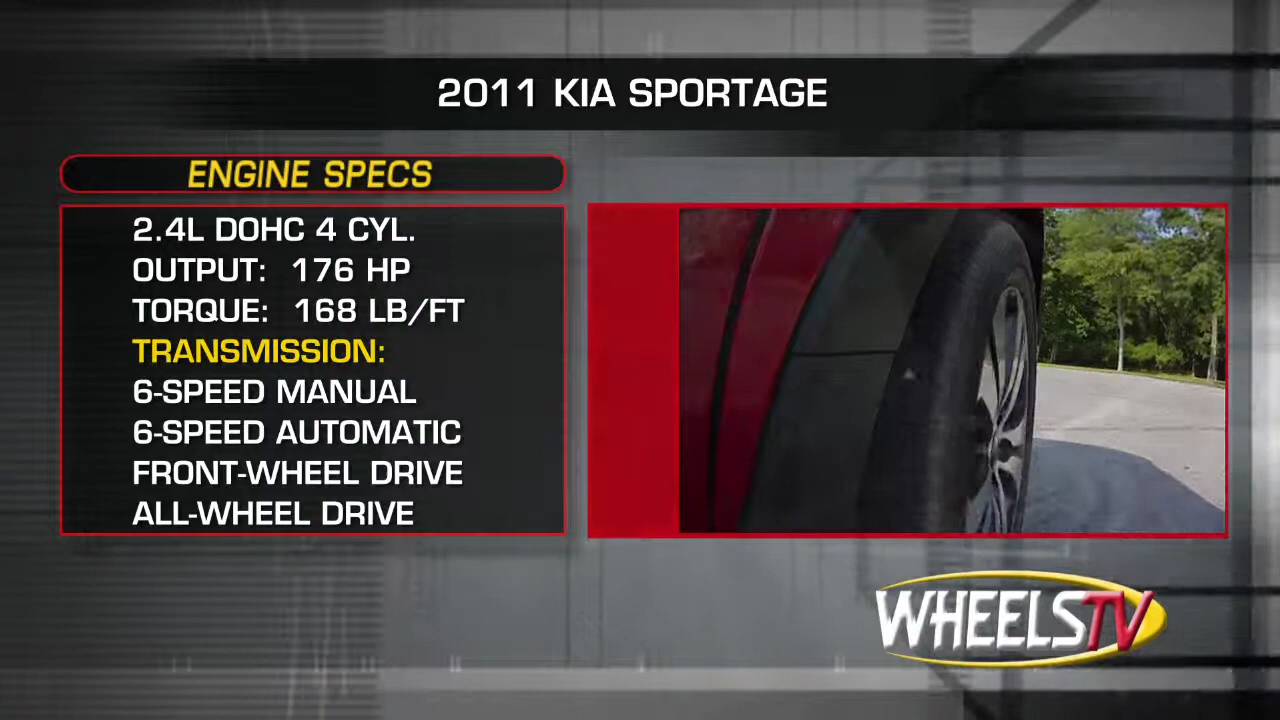 2011 KIA SPORTAGE
ENGINE SPECS
2.4L DOHC 4 CYL.
OUTPUT: 176 HP
TORQUE: 168 LB/FT
TRANSMISSION:
6-SPEED MANUAL
6-SPEED AUTOMATIC
FRONT-WHEEL DRIVE
ALL-WHEEL DRIVE
WHEELSTV